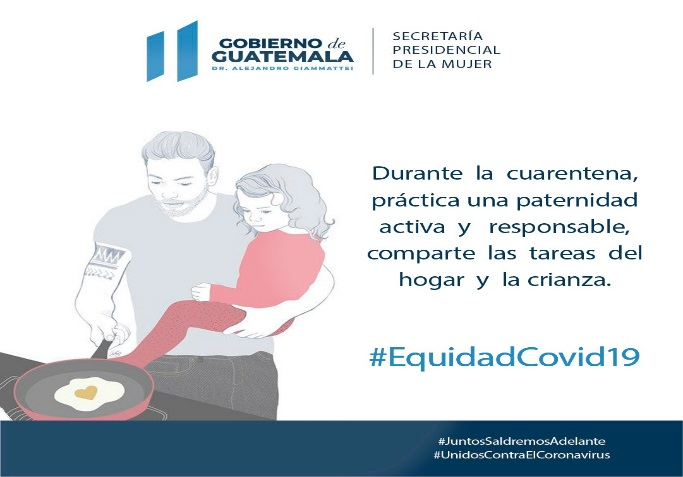 GOBIERNO de
GUATEMALA
DR. ALEJANDRO GIAMMATTEI
SECRETARÍA
PRESIDENCIAL
DE LA MUJER
Durante la cuarentena,
práctica una paternidad
activa y responsable,
comparte las tareas del
hogar y la crianza.
#EquidadCovid19
#JuntosSaldremosAdelante
#UnidosContraElCoronavirus